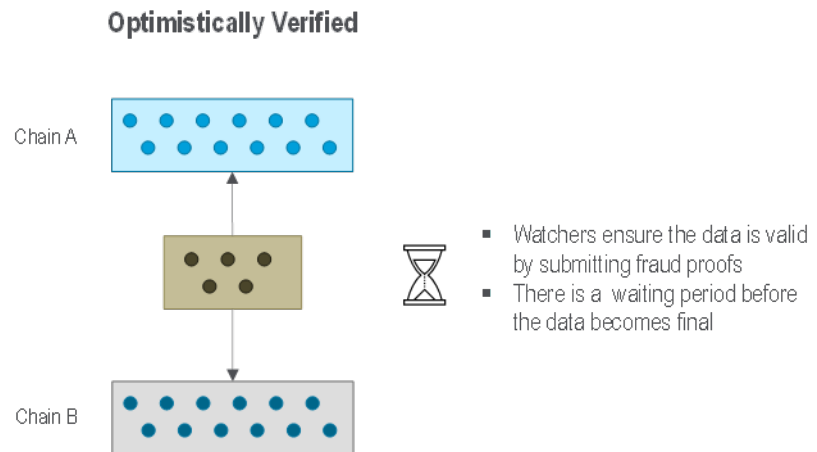 Optimistically Verified
Chain A
▪ Watchers ensure the data is valid
by submitting fraud proofs
▪ There is a waiting period before
the data becomes final
Chain B